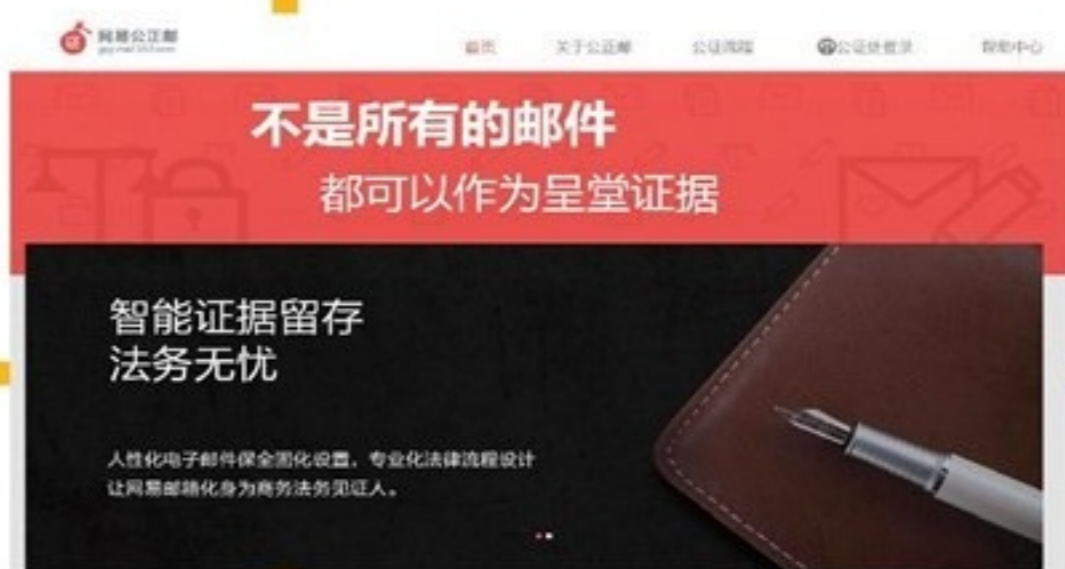 网易公正邮
首页 关于公正邮 公证流程 公证处登录 帮助中心
不是所有的邮件
都可以作为呈堂证据
智能证据留存
法务无忧
人性化电子邮件保全固化设置，专业化法律流程设计
让网易邮箱化身为商务法务见证人。